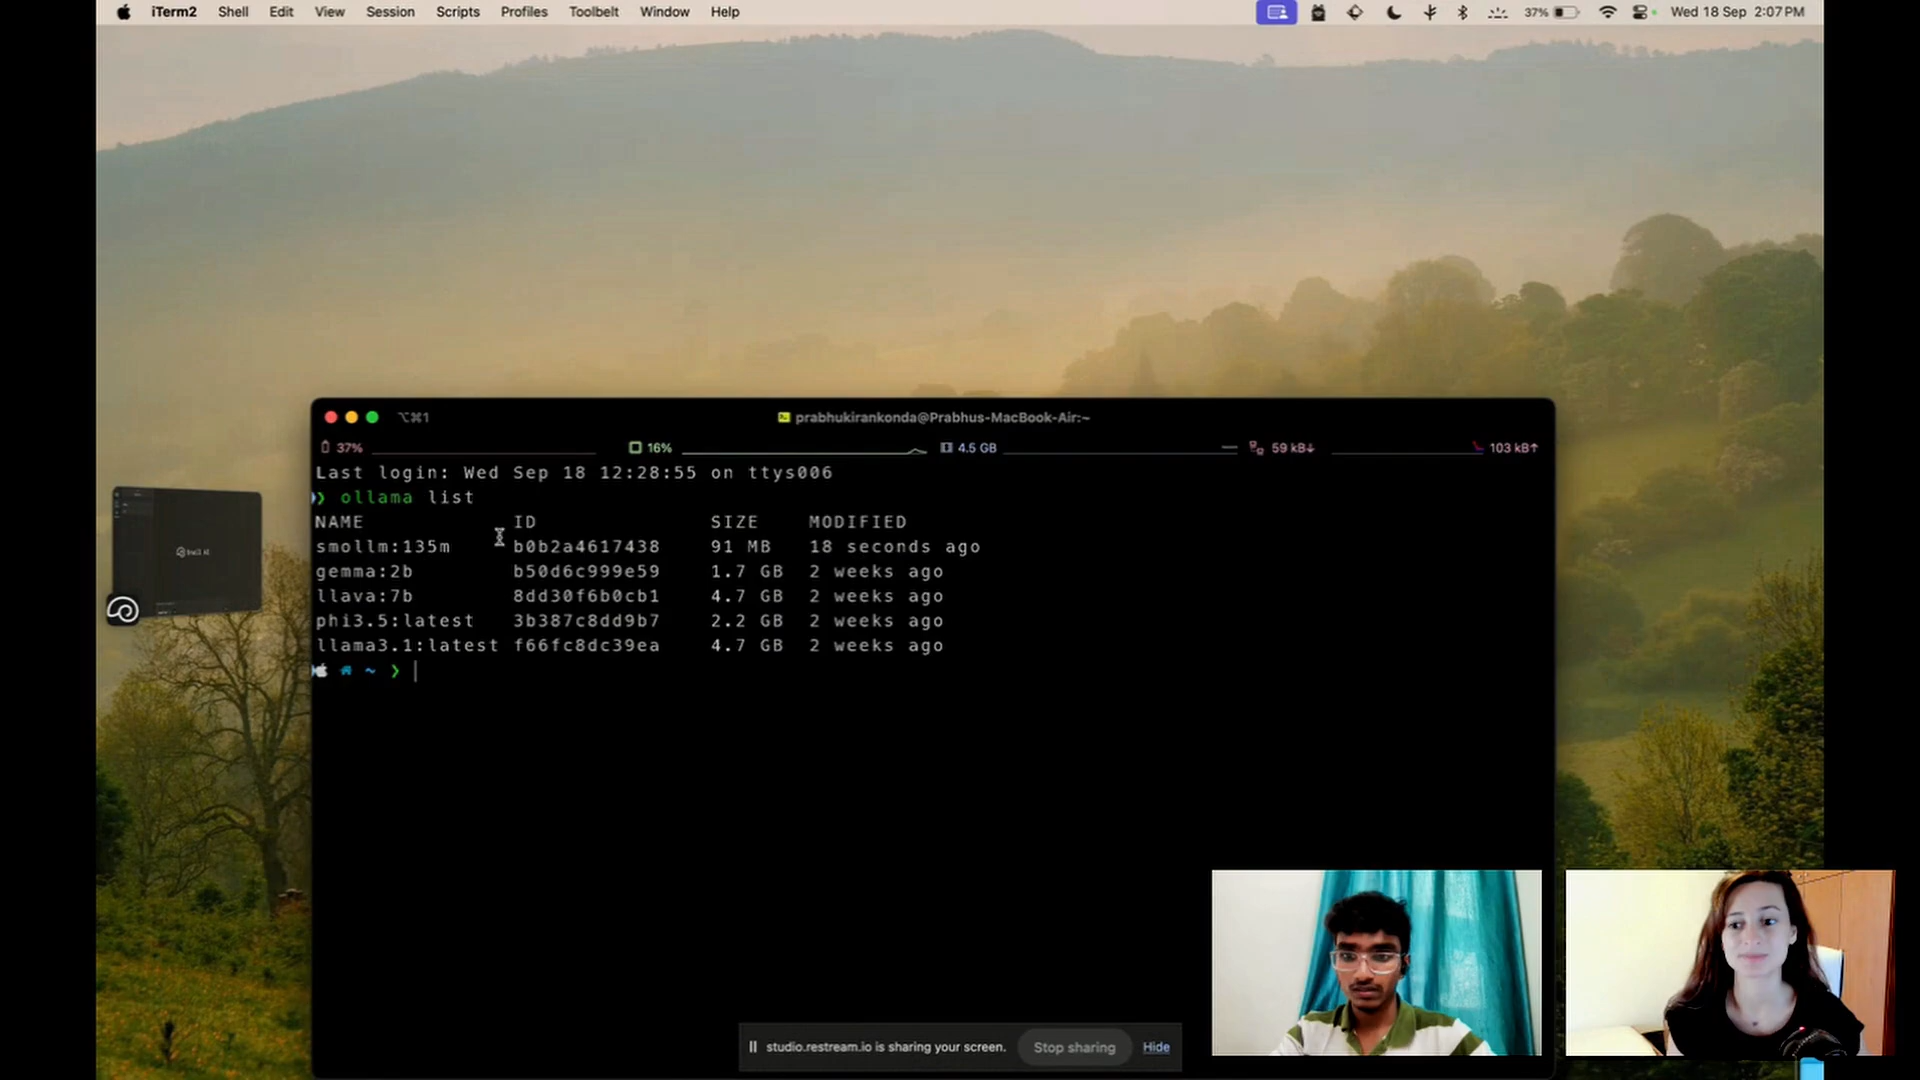 iTerm2 Shell Edit View Session Scripts Profiles Toolbelt Window Help 37% Wed 18 Sep 2:07 PM
⌥⌘1 prabhukirankonda@Prabhus-MacBook-Air:~
37% 16% 4.5 GB 59 kB↓ 103 kB↑
Last login: Wed Sep 18 12:28:55 on ttys006
❯ ollama list
NAME ID SIZE MODIFIED
smollm:135m b0b2a4617438 91 MB 18 seconds ago
gemma:2b b50d6c999e59 1.7 GB 2 weeks ago
llava:7b 8dd30f6b0cb1 4.7 GB 2 weeks ago
phi3.5:latest 3b387c8dd9b7 2.2 GB 2 weeks ago
llama3.1:latest f66fc8dc39ea 4.7 GB 2 weeks ago
~ ❯
studio.restream.io is sharing your screen. Stop sharing Hide